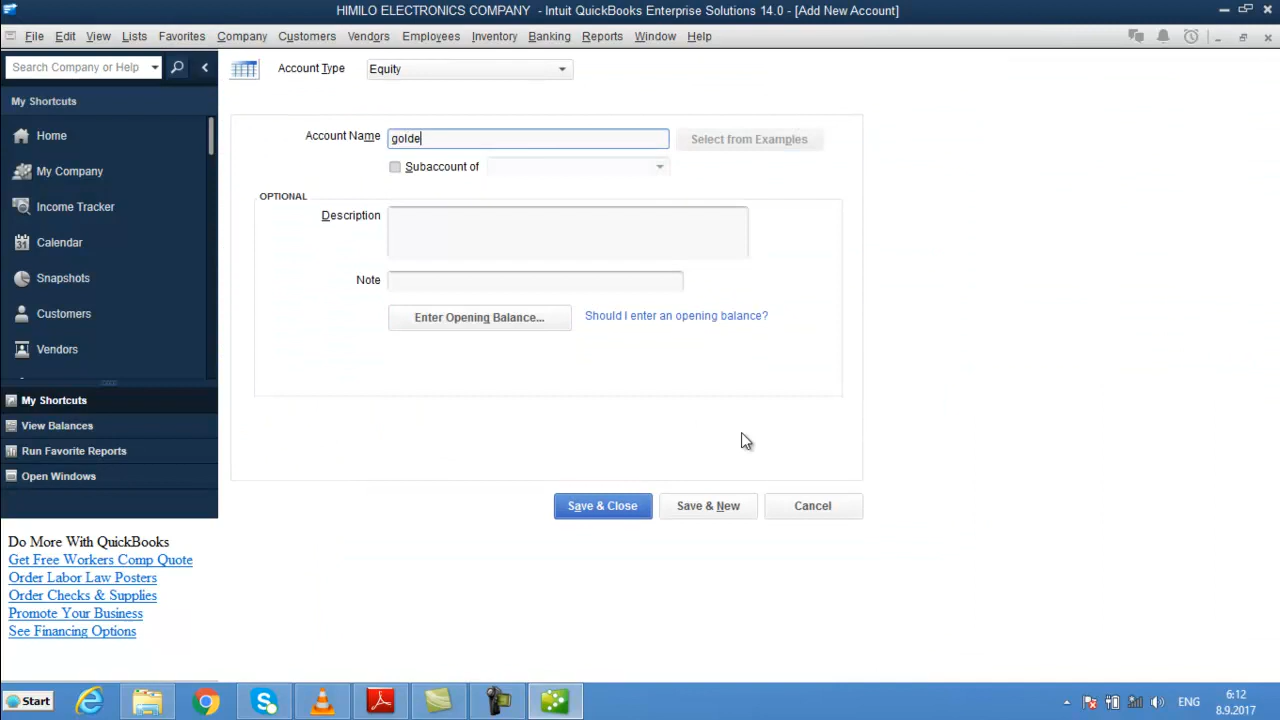 HIMILO ELECTRONICS COMPANY - Intuit QuickBooks Enterprise Solutions 14.0 - [Add New Account]
File Edit View Lists Favorites Company Customers Vendors Employees Inventory Banking Reports Window Help
Search Company or Help
Account Type Equity
My Shortcuts
Home
My Company
Income Tracker
Calendar
Snapshots
Customers
Vendors
My Shortcuts
View Balances
Run Favorite Reports
Open Windows
Account Name golde Select from Examples
Subaccount of
OPTIONAL
Description
Note
Enter Opening Balance... Should I enter an opening balance?
Save & Close Save & New Cancel
Do More With QuickBooks
Get Free Workers Comp Quote
Order Labor Law Posters
Order Checks & Supplies
Promote Your Business
See Financing Options
Start
ENG
6:12
8.9.2017